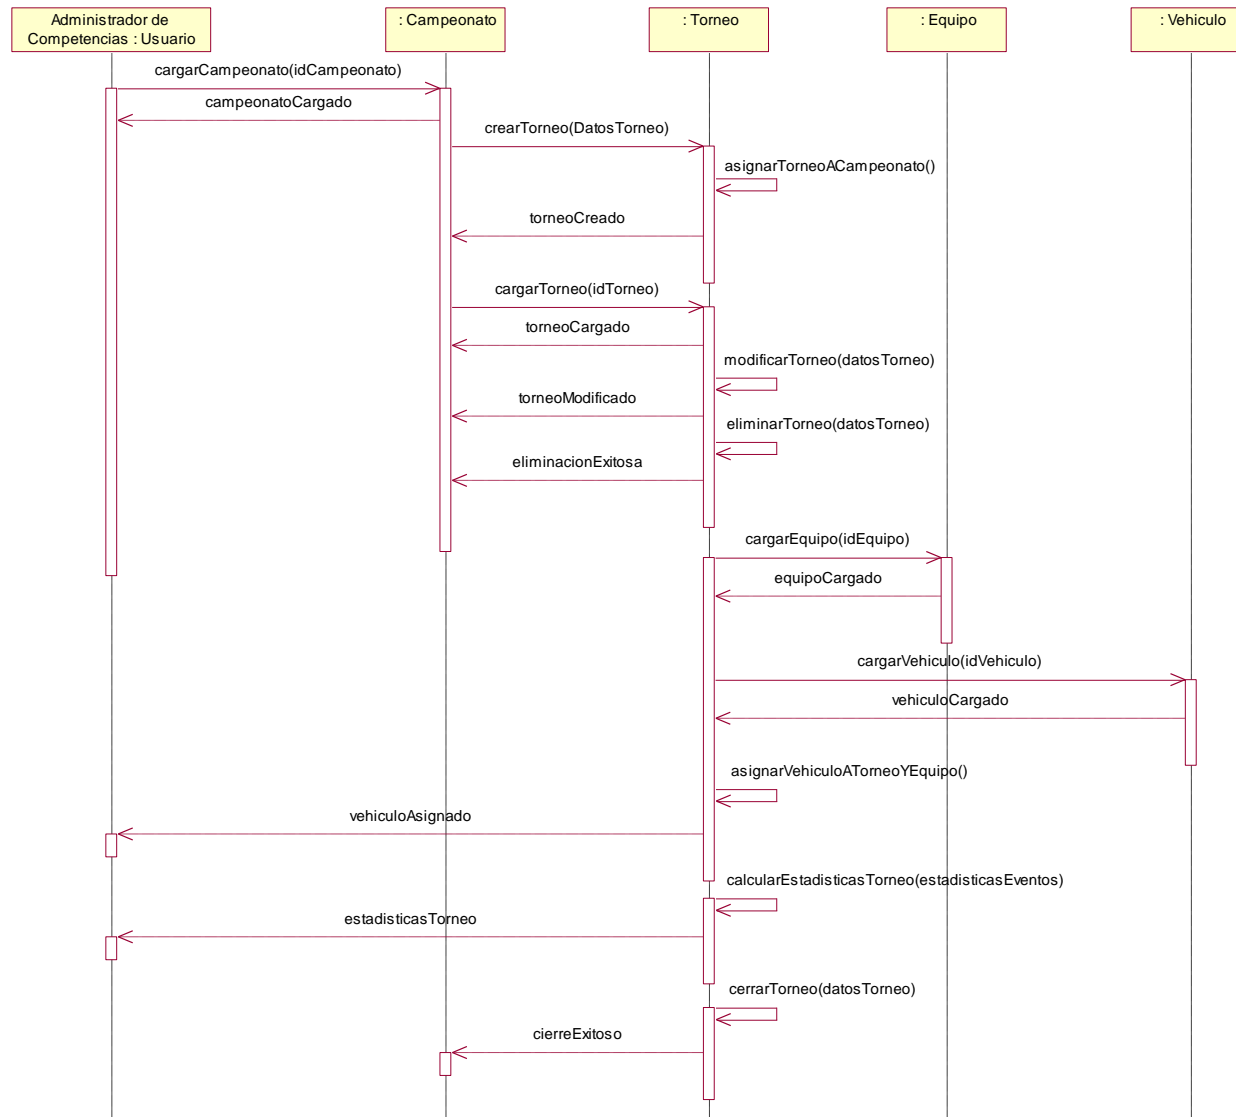 Administrador de
Competencias : Usuario
: Campeonato
: Torneo
: Equipo
: Vehiculo
cargarCampeonato(idCampeonato)
campeonatoCargado
crearTorneo(DatosTorneo)
asignarTorneoACampeonato()
torneoCreado
cargarTorneo(idTorneo)
torneoCargado
modificarTorneo(datosTorneo)
torneoModificado
eliminarTorneo(datosTorneo)
eliminacionExitosa
cargarEquipo(idEquipo)
equipoCargado
cargarVehiculo(idVehiculo)
vehiculoCargado
asignarVehiculoATorneoYEquipo()
vehiculoAsignado
calcularEstadisticasTorneo(estadisticasEventos)
estadisticasTorneo
cerrarTorneo(datosTorneo)
cierreExitoso